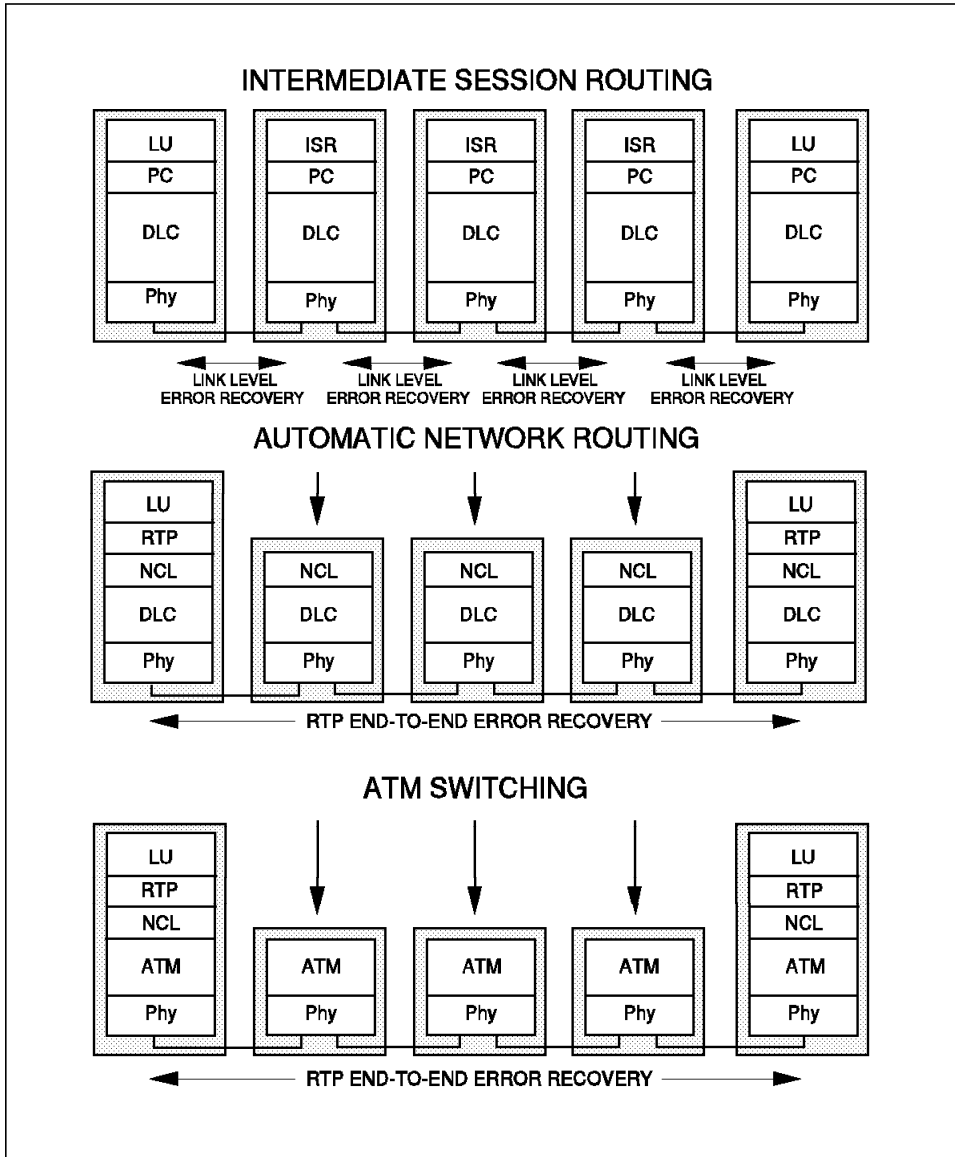 INTERMEDIATE SESSION ROUTING
LU ISR ISR ISR LU
PC PC PC PC PC
DLC DLC DLC DLC DLC
Phy Phy Phy Phy Phy
LINK LEVEL LINK LEVEL LINK LEVEL LINK LEVEL
ERROR RECOVERY ERROR RECOVERY ERROR RECOVERY ERROR RECOVERY
AUTOMATIC NETWORK ROUTING
LU LU
RTP RTP
NCL NCL NCL NCL NCL
DLC DLC DLC DLC DLC
Phy Phy Phy Phy Phy
RTP END-TO-END ERROR RECOVERY
ATM SWITCHING
LU LU
RTP RTP
NCL NCL
ATM ATM ATM ATM ATM
Phy Phy Phy Phy Phy
RTP END-TO-END ERROR RECOVERY